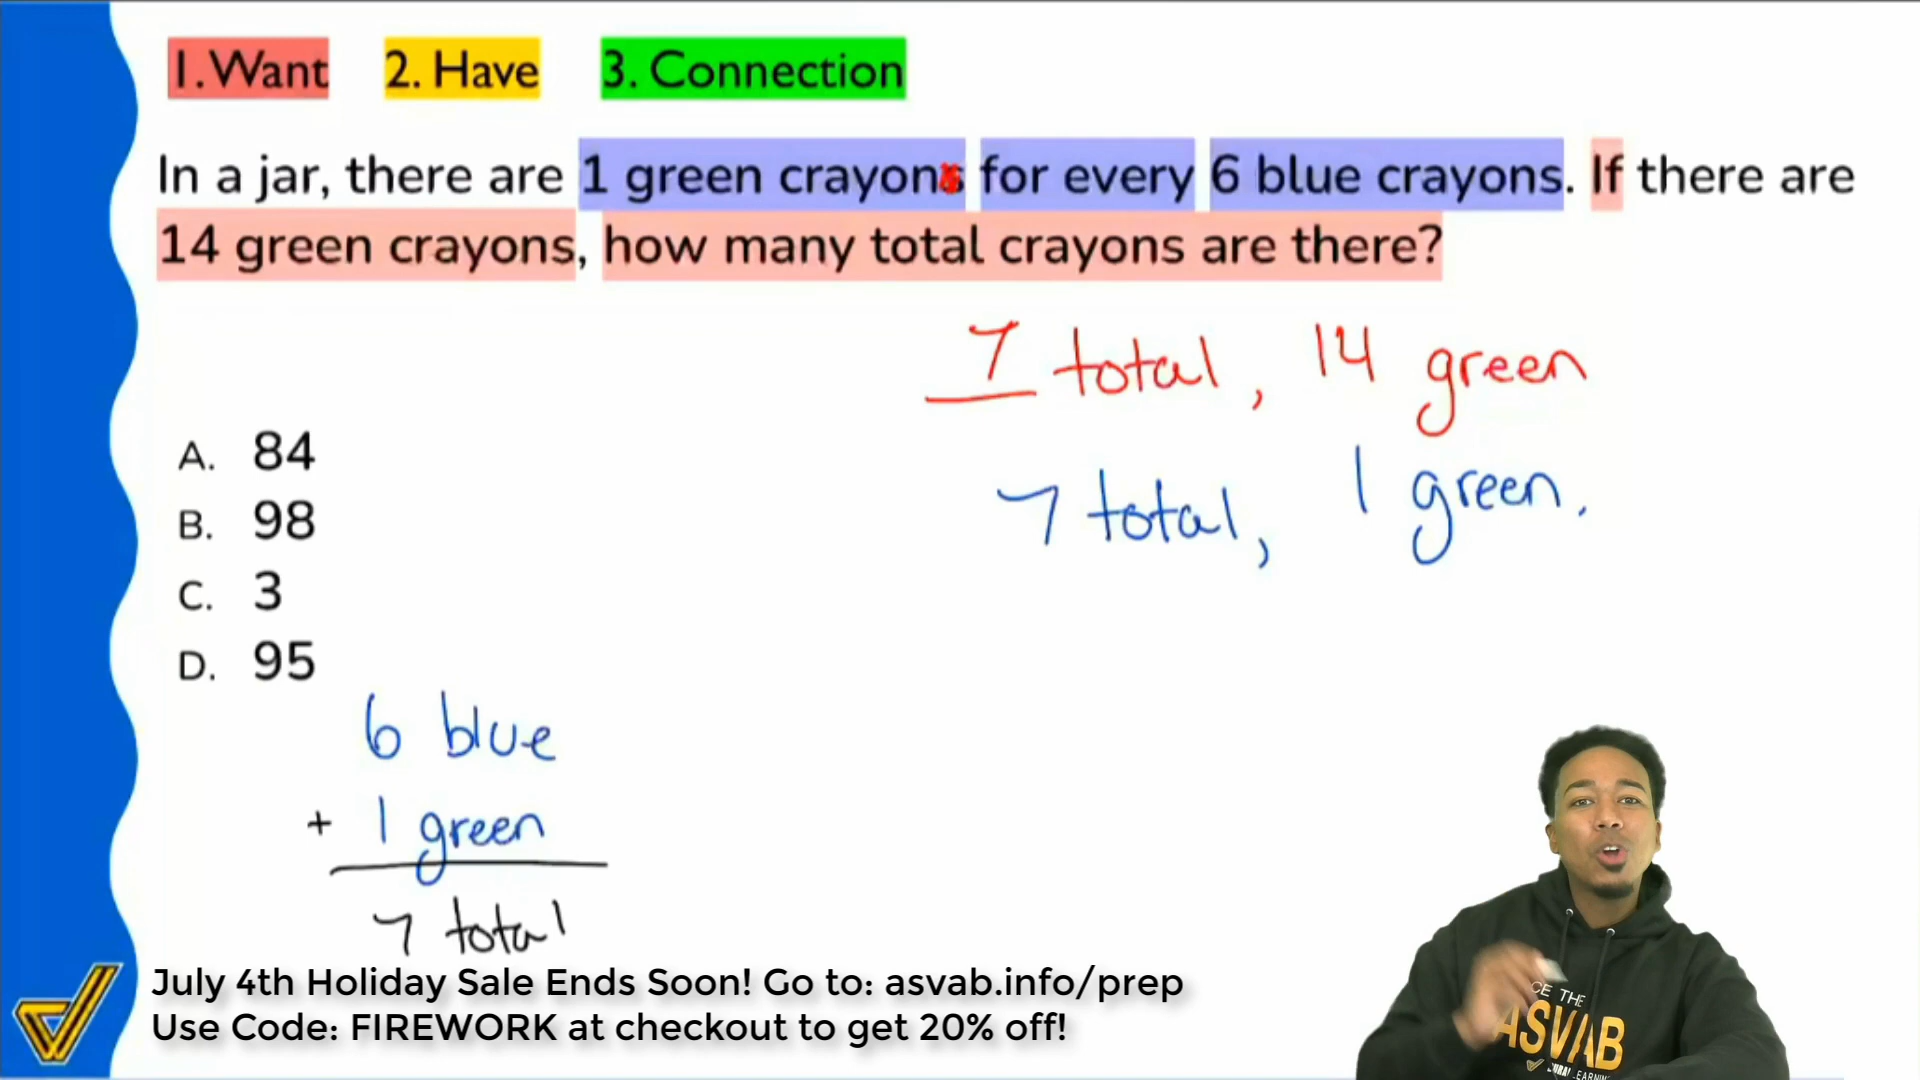 1. Want 2. Have 3. Connection
In a jar, there are 1 green crayons for every 6 blue crayons. If there are
14 green crayons, how many total crayons are there?
7 total, 14 green
7 total, 1 green.
A. 84
B. 98
C. 3
D. 95
6 blue
+ 1 green
7 total
July 4th Holiday Sale Ends Soon! Go to: asvab.info/prep
Use Code: FIREWORK at checkout to get 20% off!
THE
ASVAB